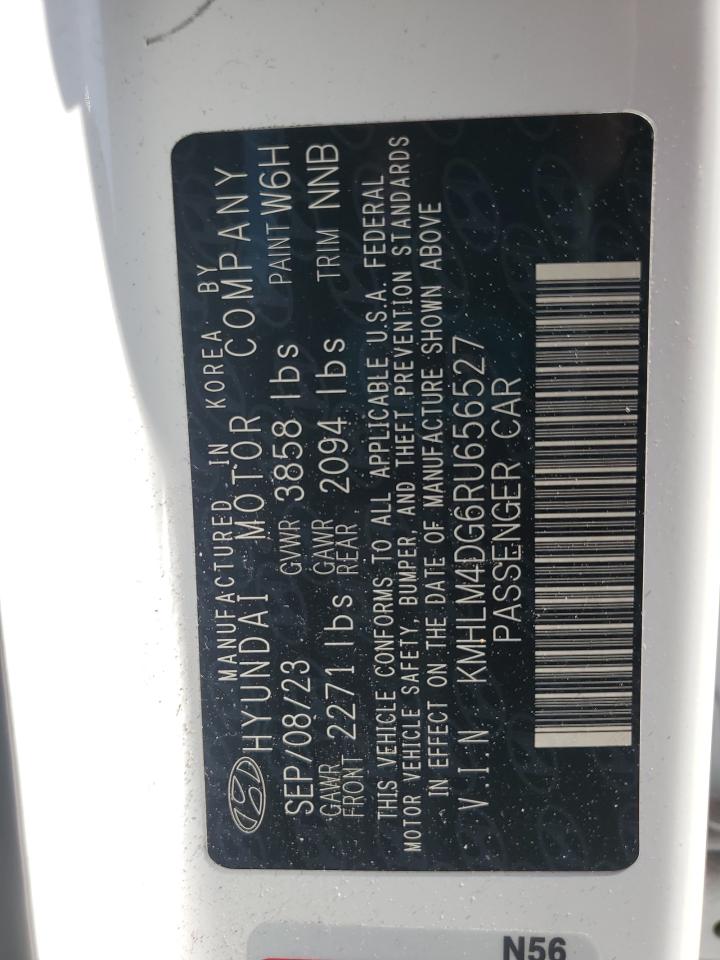 MANUFACTURED IN KOREA BY
HYUNDAI MOTOR COMPANY
SEP/08/23 GVWR 3858 lbs PAINT W6H
GAWR FRONT 2271 lbs GAWR REAR 2094 lbs TRIM NNB
THIS VEHICLE CONFORMS TO ALL APPLICABLE U.S.A. FEDERAL
MOTOR VEHICLE SAFETY, BUMPER, AND THEFT PREVENTION STANDARDS
IN EFFECT ON THE DATE OF MANUFACTURE SHOWN ABOVE
V.I.N KMHLM4DG6RU656527
PASSENGER CAR
N56